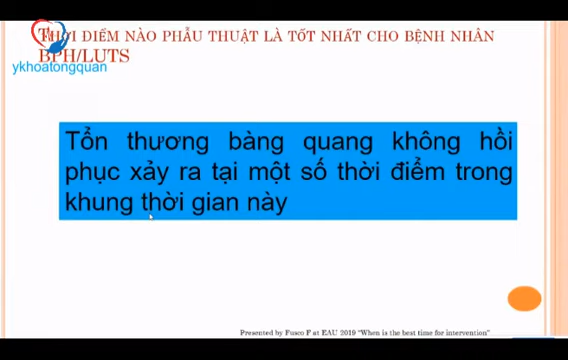 THỜI ĐIỂM NÀO PHẪU THUẬT LÀ TỐT NHẤT CHO BỆNH NHÂN
BPH/LUTS
ykhoatongquan
Tổn thương bàng quang không hồi
phục xảy ra tại một số thời điểm trong
khung thời gian này
Presented by Fusco F at EAU 2019 "When is the best time for intervention"